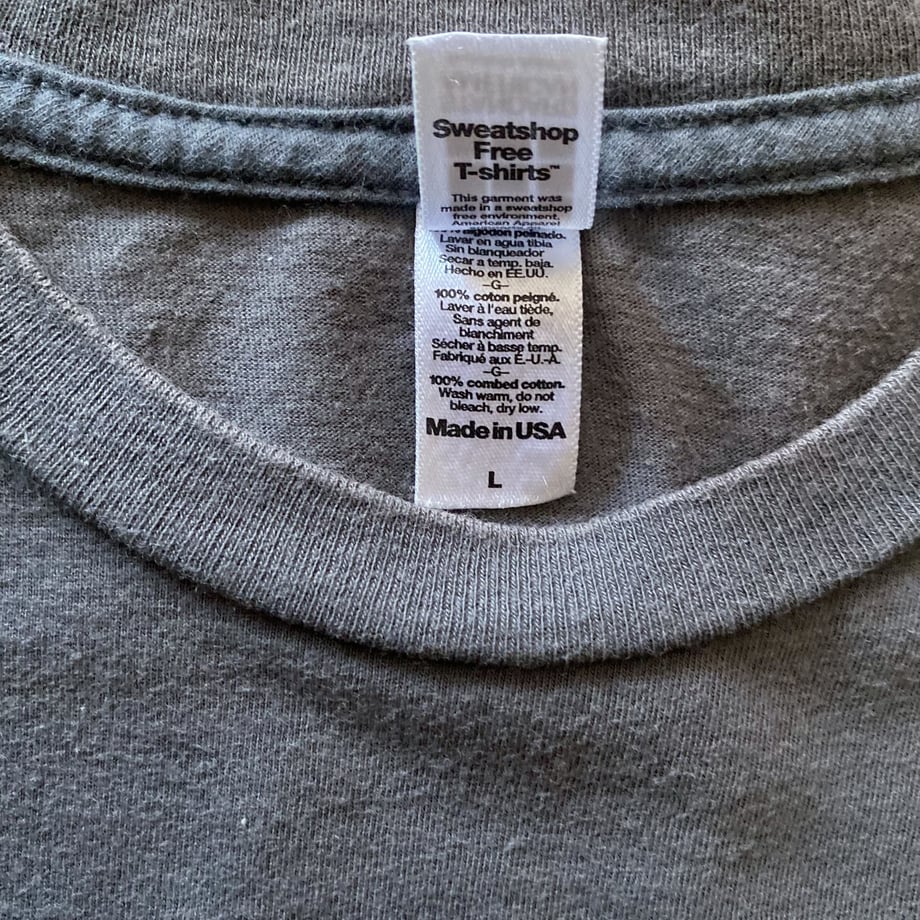 Sweatshop
Free
T-shirts™
This garment was
made in a sweatshop
free environment.
American Apparel
algodon peinado.
Lavar en agua tibia
Sin blanqueador
Secar a temp. baja.
Hecho en EE.UU.
–G–
100% coton peigné.
Laver à l'eau tiède,
Sans agent de
blanchiment
Sécher à basse temp.
Fabriqué aux É.-U.A.
–G–
100% combed cotton.
Wash warm, do not
bleach, dry low.
Made in USA
L